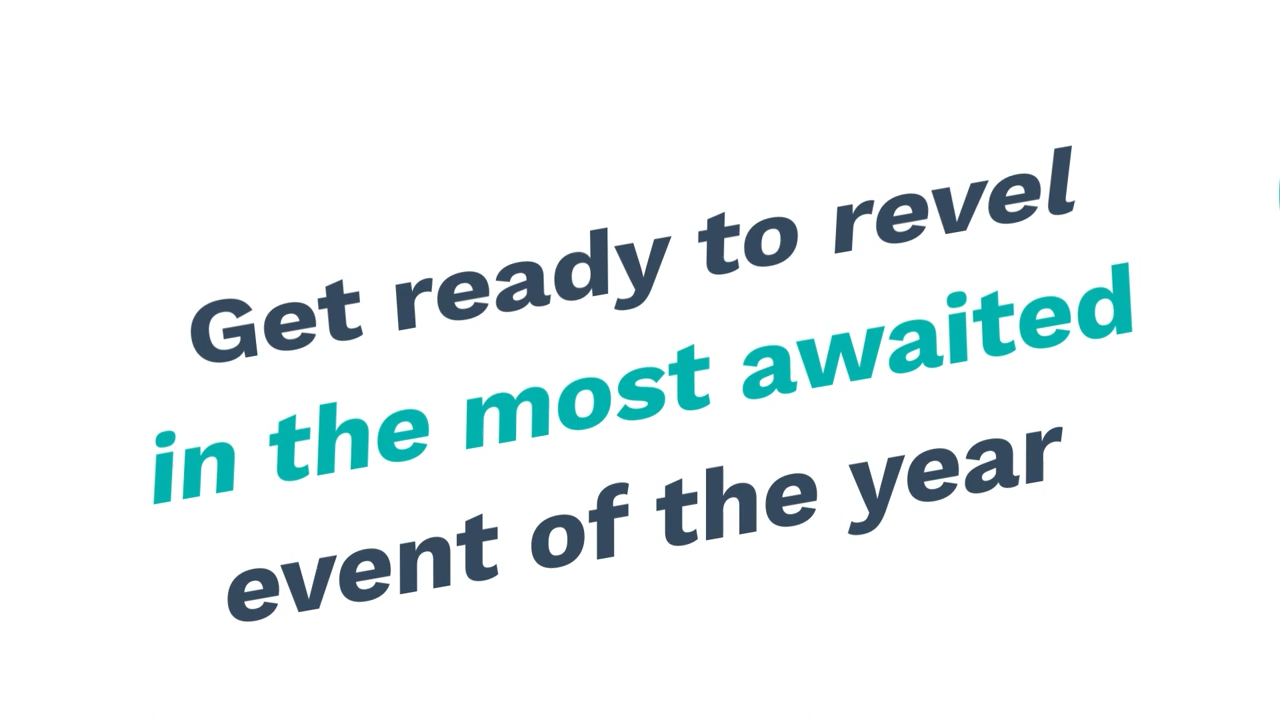 Get ready to revel
in the most awaited
event of the year